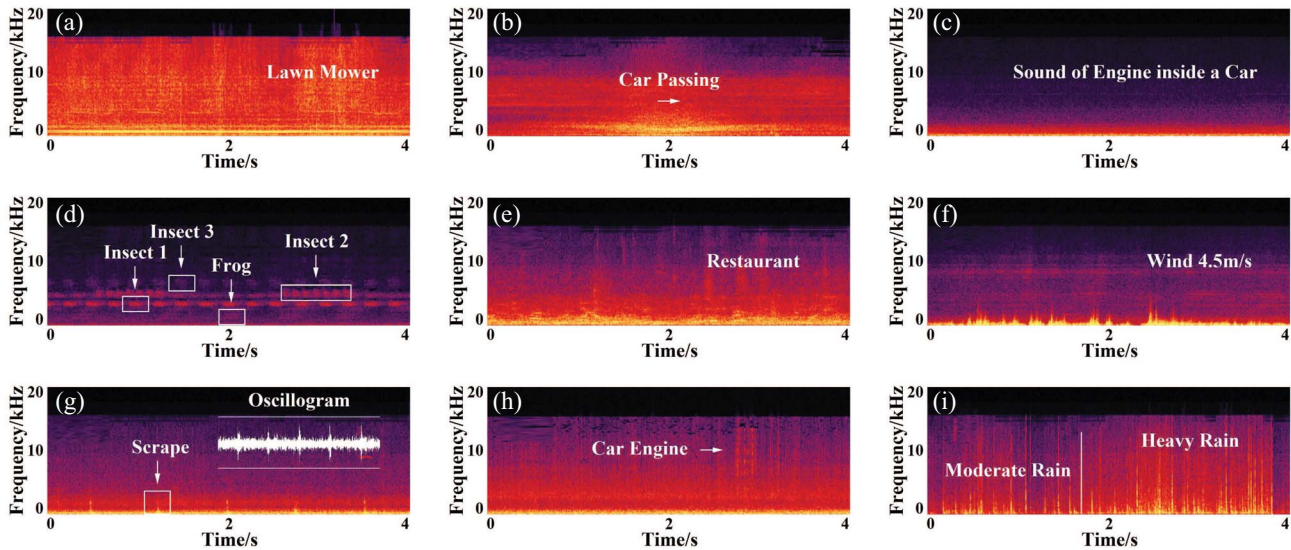 (a)
Frequency/kHz
20
10
0
Lawn Mower
0
2
4
Time/s
(b)
Frequency/kHz
20
10
0
Car Passing
0
2
4
Time/s
(c)
Frequency/kHz
20
10
0
Sound of Engine inside a Car
0
2
4
Time/s
(d)
Frequency/kHz
20
10
0
Insect 3
Insect 1
Insect 2
Frog
0
2
4
Time/s
(e)
Frequency/kHz
20
10
0
Restaurant
0
2
4
Time/s
(f)
Frequency/kHz
20
10
0
Wind 4.5m/s
0
2
4
Time/s
(g)
Frequency/kHz
20
10
0
Oscillogram
Scrape
0
2
4
Time/s
(h)
Frequency/kHz
20
10
0
Car Engine
0
2
4
Time/s
(i)
Frequency/kHz
20
10
0
Heavy Rain
Moderate Rain
0
2
4
Time/s